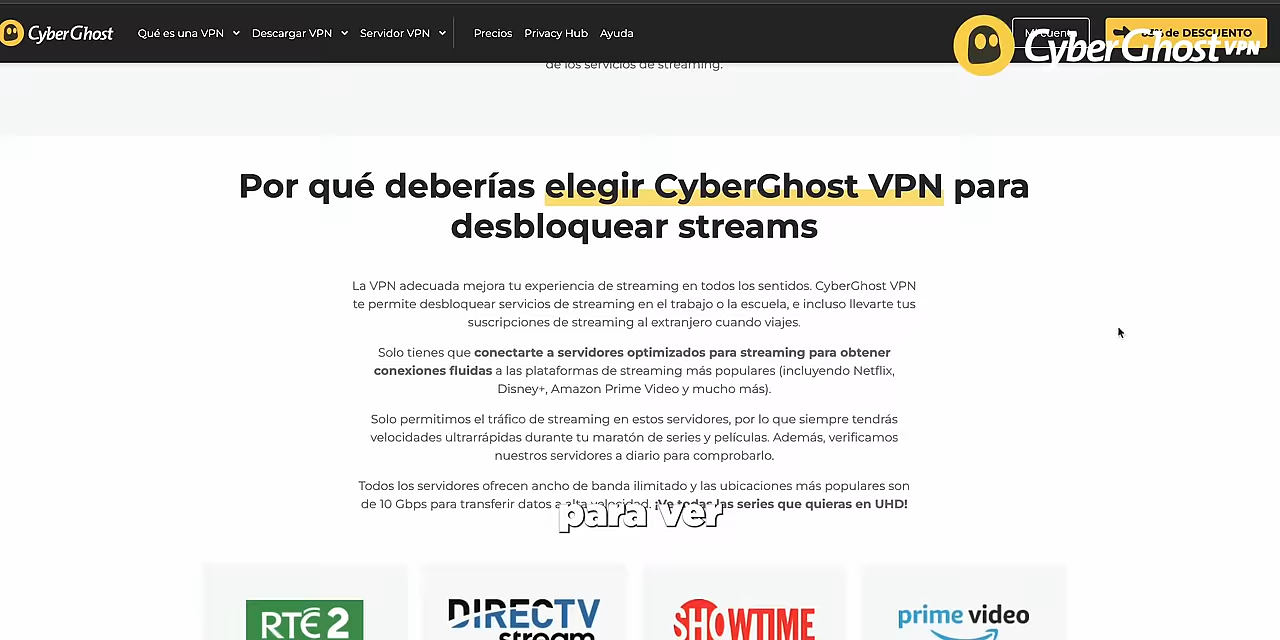 CyberGhost
Qué es una VPN
Descargar VPN
Servidor VPN
Precios
Privacy Hub
Ayuda
Mi cuenta
de DESCUENTO
CyberGhost VPN
de los servicios de streaming.
Por qué deberías elegir CyberGhost VPN para
desbloquear streams
La VPN adecuada mejora tu experiencia de streaming en todos los sentidos. CyberGhost VPN
te permite desbloquear servicios de streaming en el trabajo o la escuela, e incluso llevarte tus
suscripciones de streaming al extranjero cuando viajes.
Solo tienes que conectarte a servidores optimizados para streaming para obtener
conexiones fluidas a las plataformas de streaming más populares (incluyendo Netflix,
Disney+, Amazon Prime Video y mucho más).
Solo permitimos el tráfico de streaming en estos servidores, por lo que siempre tendrás
velocidades ultrarrápidas durante tu maratón de series y películas. Además, verificamos
nuestros servidores a diario para comprobarlo.
Todos los servidores ofrecen ancho de banda ilimitado y las ubicaciones más populares son
de 10 Gbps para transferir datos a alta velocidad. ¡Ve todas las series que quieras en UHD!
para ver
RTÉ 2
DIRECTV
stream
SHOWTIME
prime video